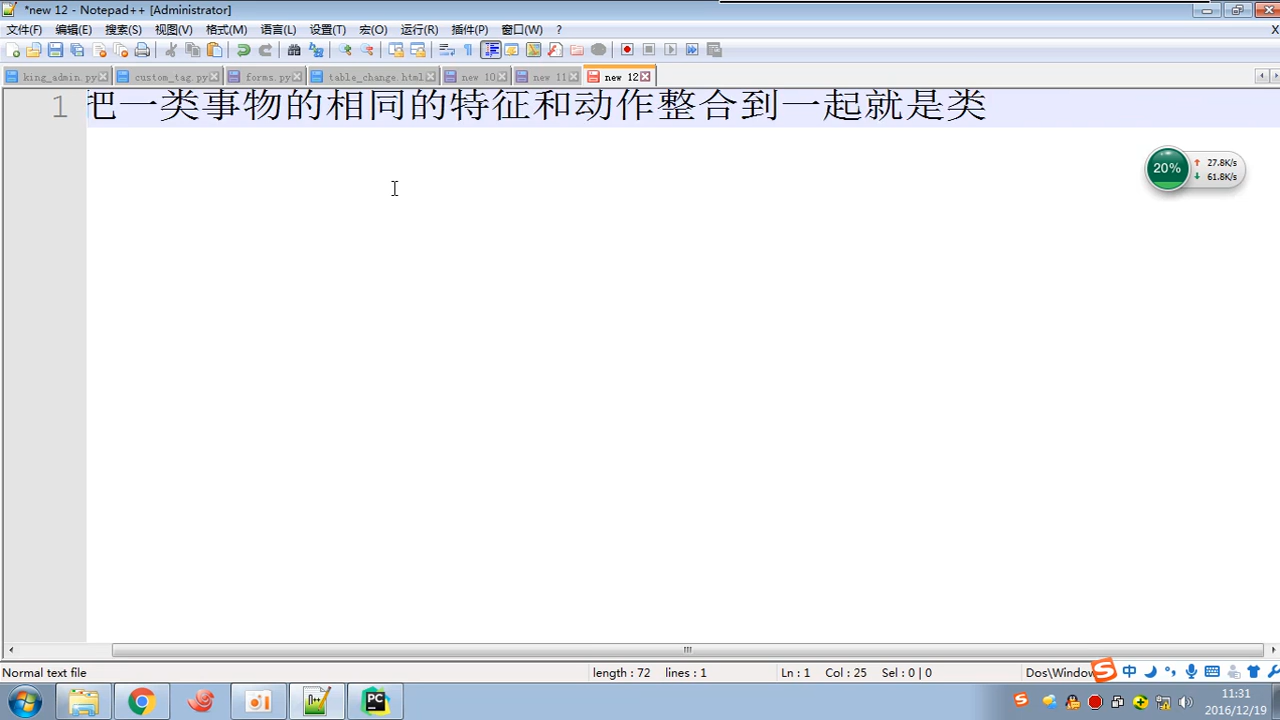 *new 12 - Notepad++ [Administrator]
文件(F) 编辑(E) 搜索(S) 视图(V) 格式(M) 语言(L) 设置(T) 宏(O) 运行(R) 插件(P) 窗口(W) ? X
king_admin.py custom_tag.py forms.py table_change.html new 10 new 11 new 12
1 把一类事物的相同的特征和动作整合到一起就是类
20% 27.8K/s
61.8K/s
Normal text file length : 72 lines : 1 Ln : 1 Col : 25 Sel : 0 | 0 Dos\Window 中
11:31
2016/12/19